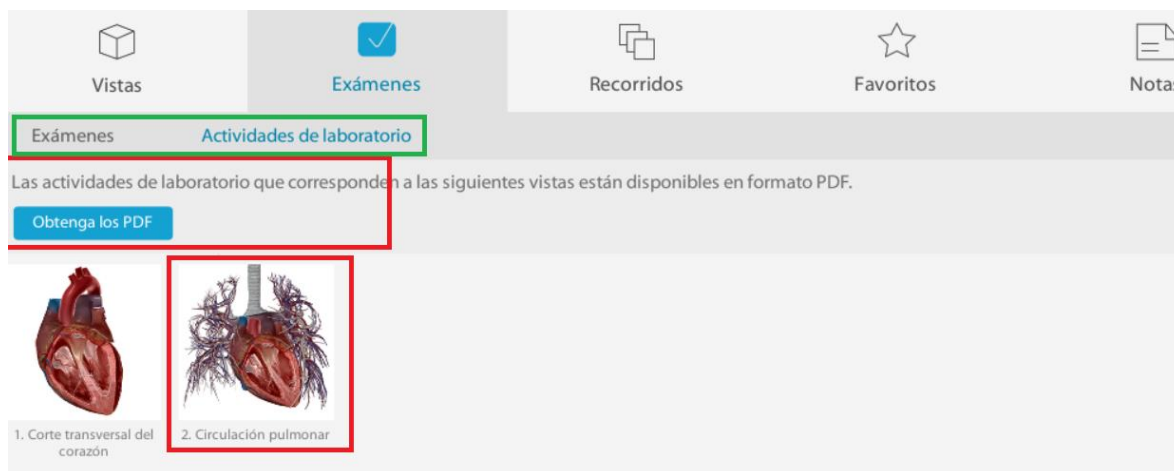 Vistas
Exámenes
Recorridos
Favoritos
Notas
Exámenes
Actividades de laboratorio
Las actividades de laboratorio que corresponden a las siguientes vistas están disponibles en formato PDF.
Obtenga los PDF
1. Corte transversal del
corazón
2. Circulación pulmonar